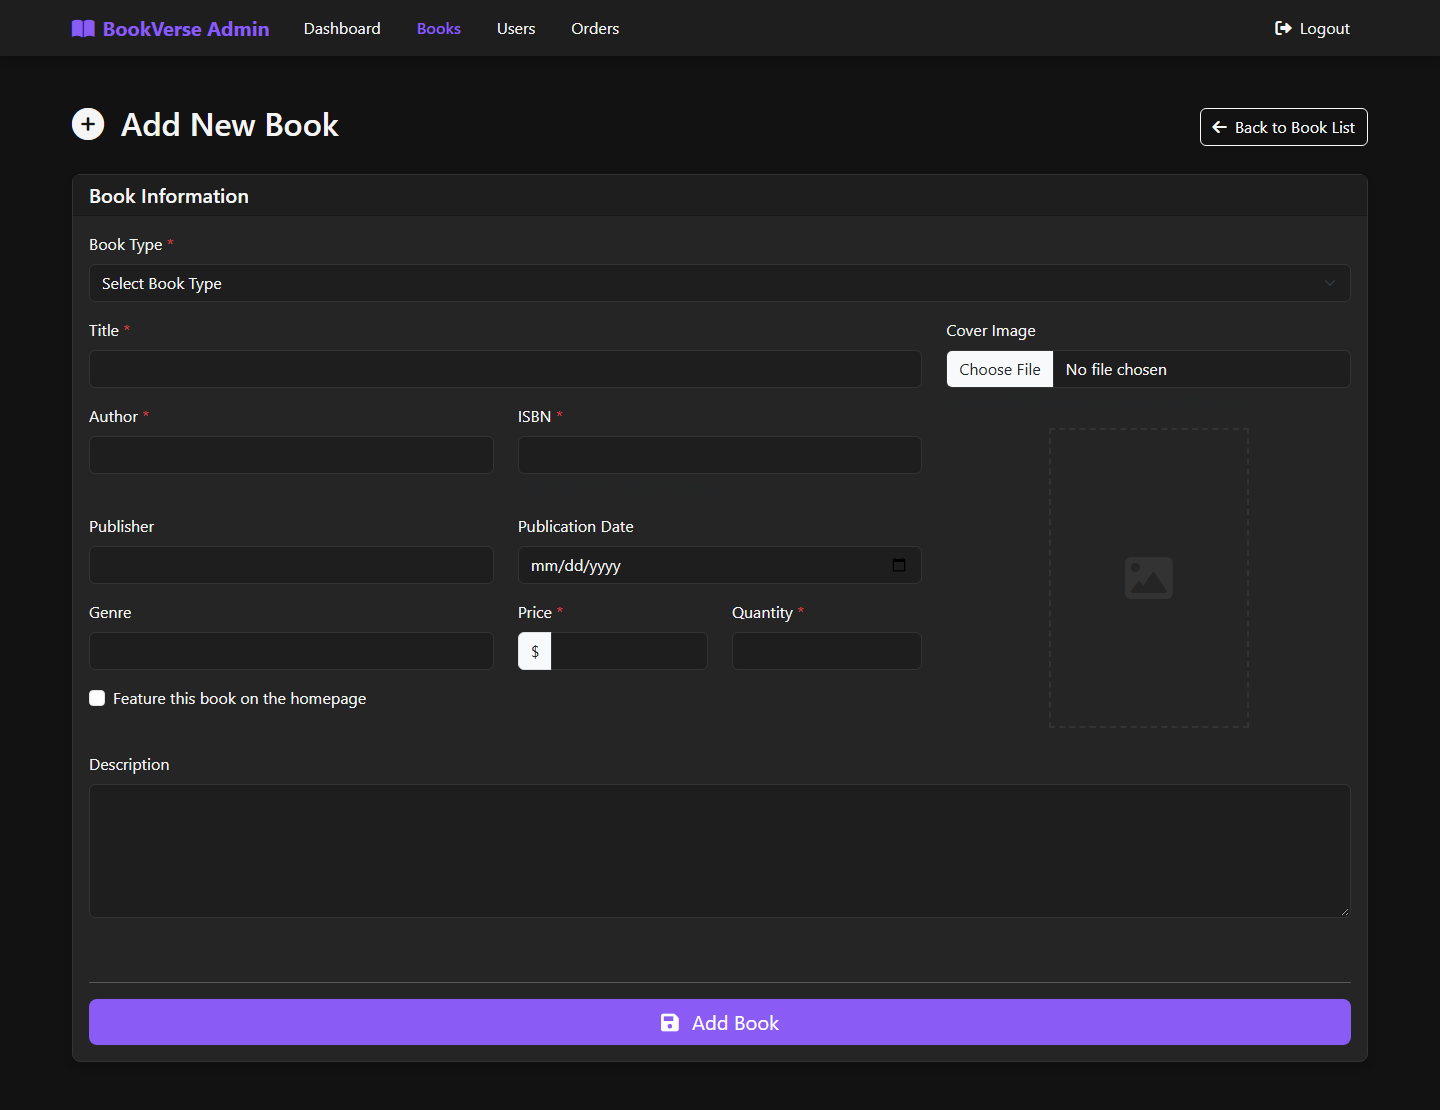 BookVerse Admin Dashboard Books Users Orders Logout
Add New Book
Back to Book List
Book Information
Book Type *
Select Book Type
Title *
Cover Image
Choose File No file chosen
Author * ISBN *
Publisher Publication Date
mm/dd/yyyy
Genre Price * Quantity *
$
Feature this book on the homepage
Description
Add Book